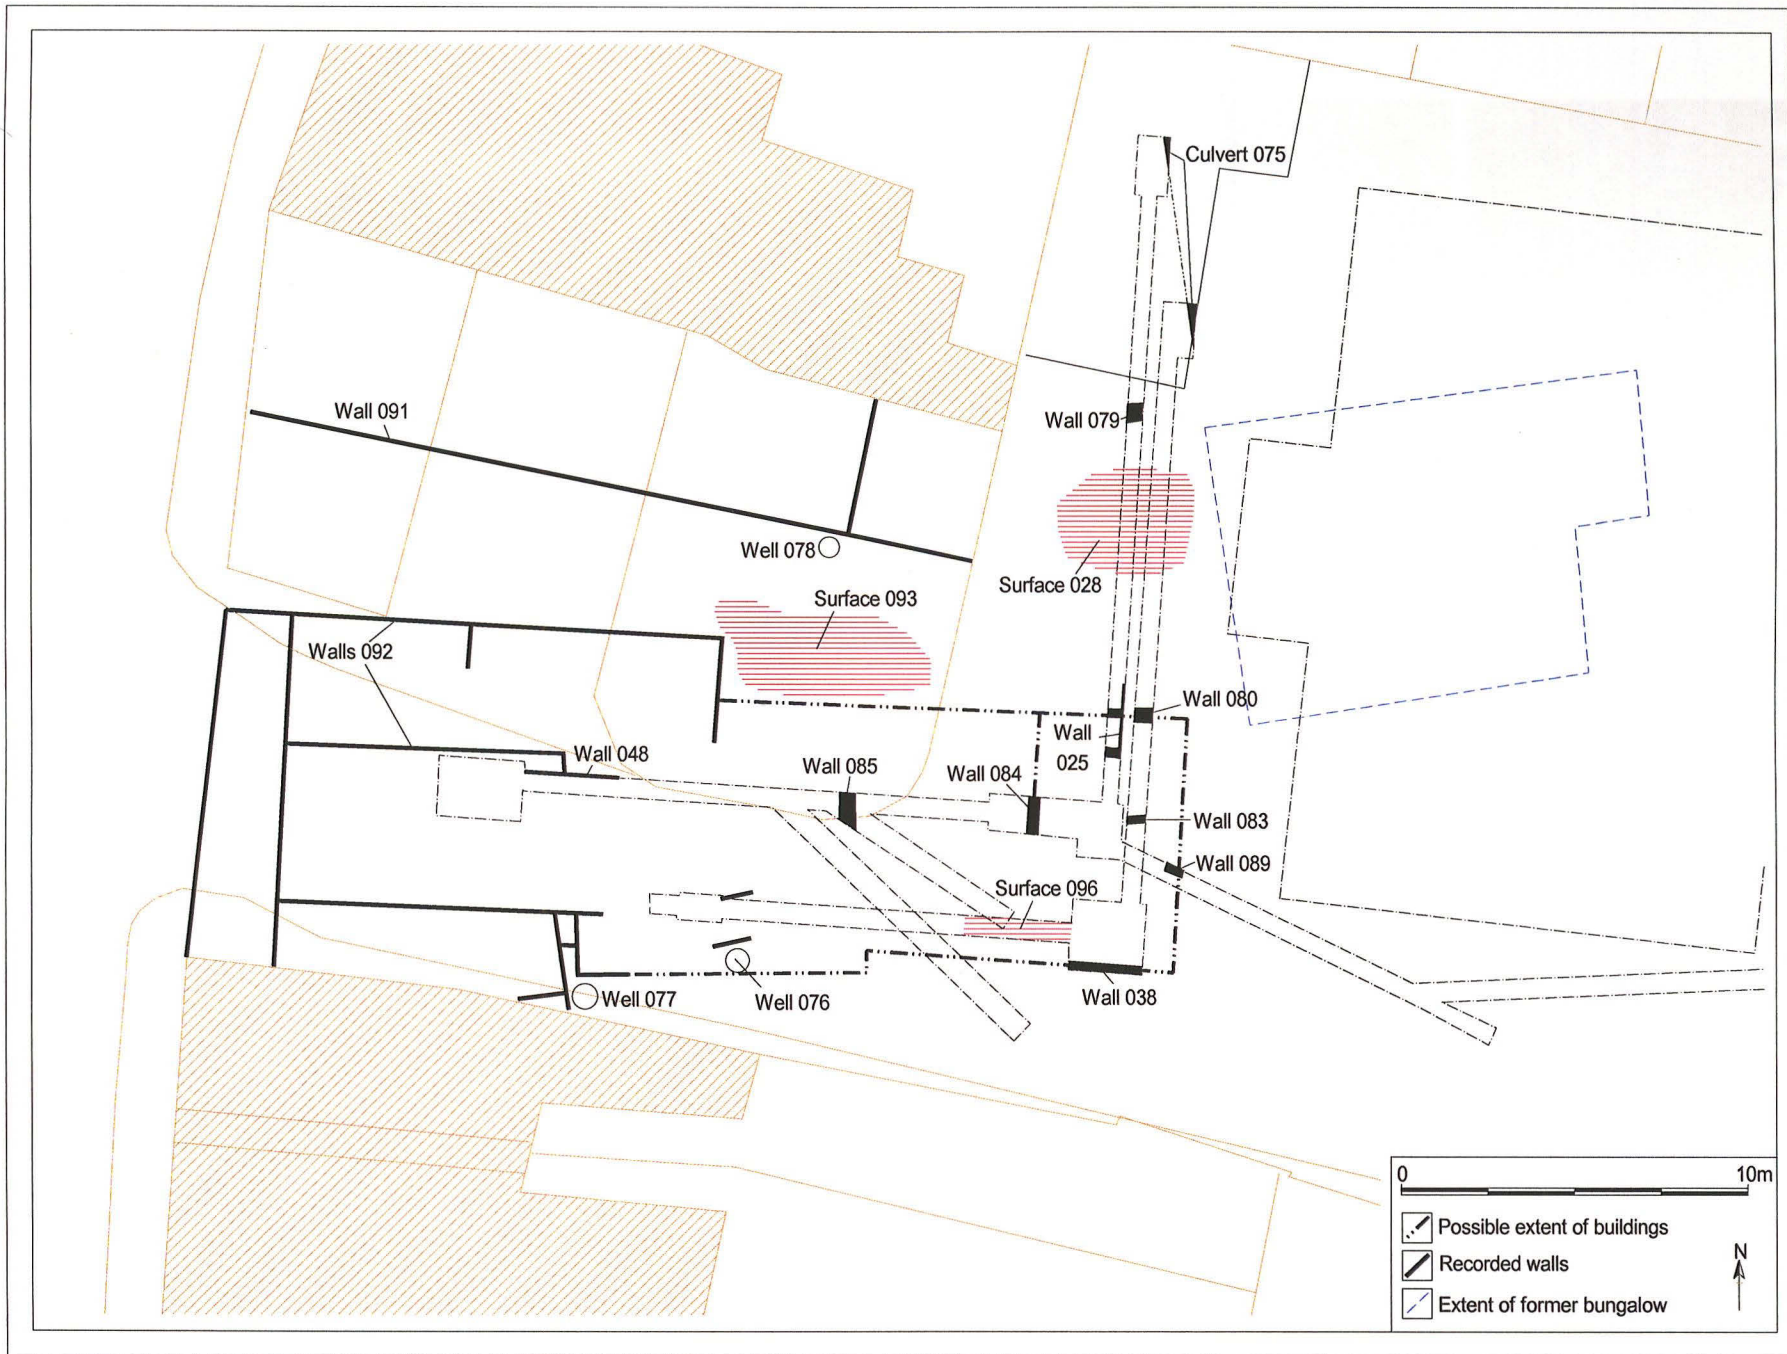 Culvert 075
Wall 091
Wall 079
Well 078
Surface 028
Surface 093
Walls 092
Wall 080
Wall
025
Wall 048
Wall 085
Wall 084
Wall 083
Wall 089
Surface 096
Well 077
Well 076
Wall 038
0
10m
Possible extent of buildings
Recorded walls
Extent of former bungalow
N